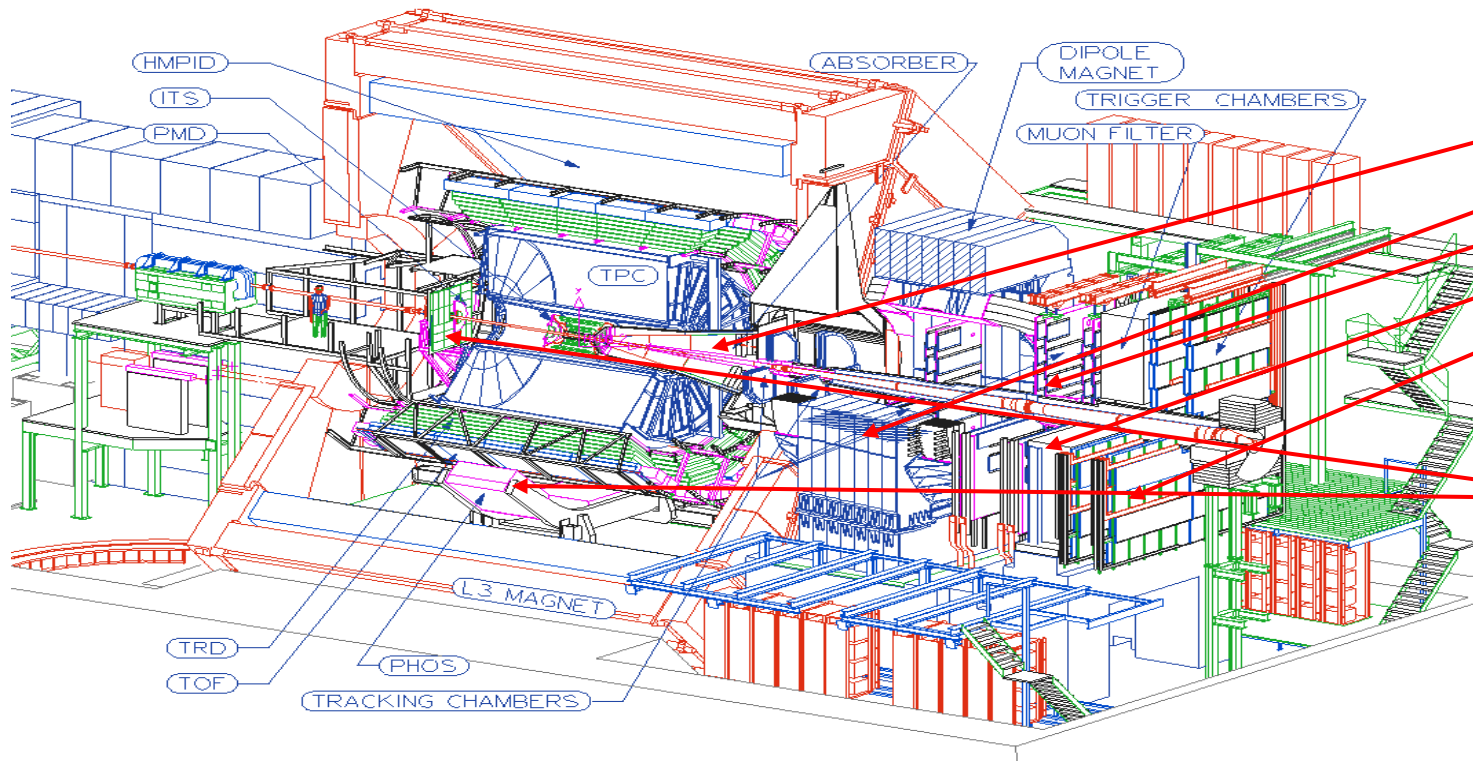 HMPID
ITS
PMD
ABSORBER
DIPOLE
MAGNET
TRIGGER CHAMBERS
MUON FILTER
TPC
L3 MAGNET
TRD
TOF
PHOS
TRACKING CHAMBERS